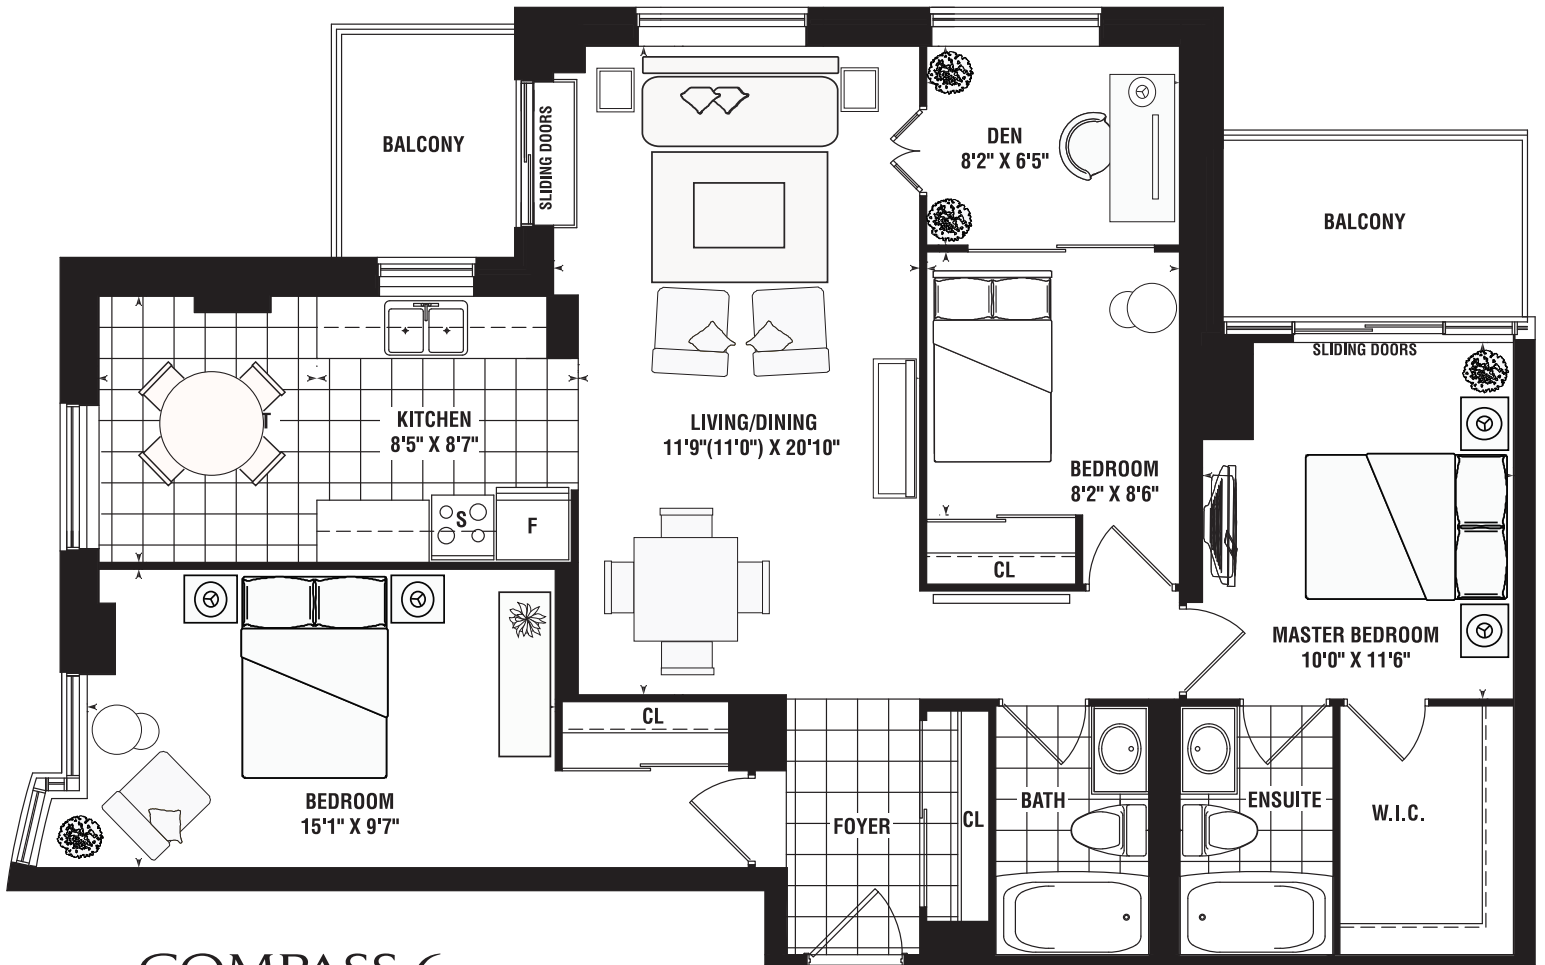 BALCONY
SLIDING DOORS
DEN
8'2" X 6'5"
BALCONY
SLIDING DOORS
KITCHEN
8'5" X 8'7"
T
S
F
LIVING/DINING
11'9"(11'0") X 20'10"
BEDROOM
8'2" X 8'6"
CL
MASTER BEDROOM
10'0" X 11'6"
CL
BEDROOM
15'1" X 9'7"
FOYER
CL
BATH
ENSUITE
W.I.C.
COMPASS 6